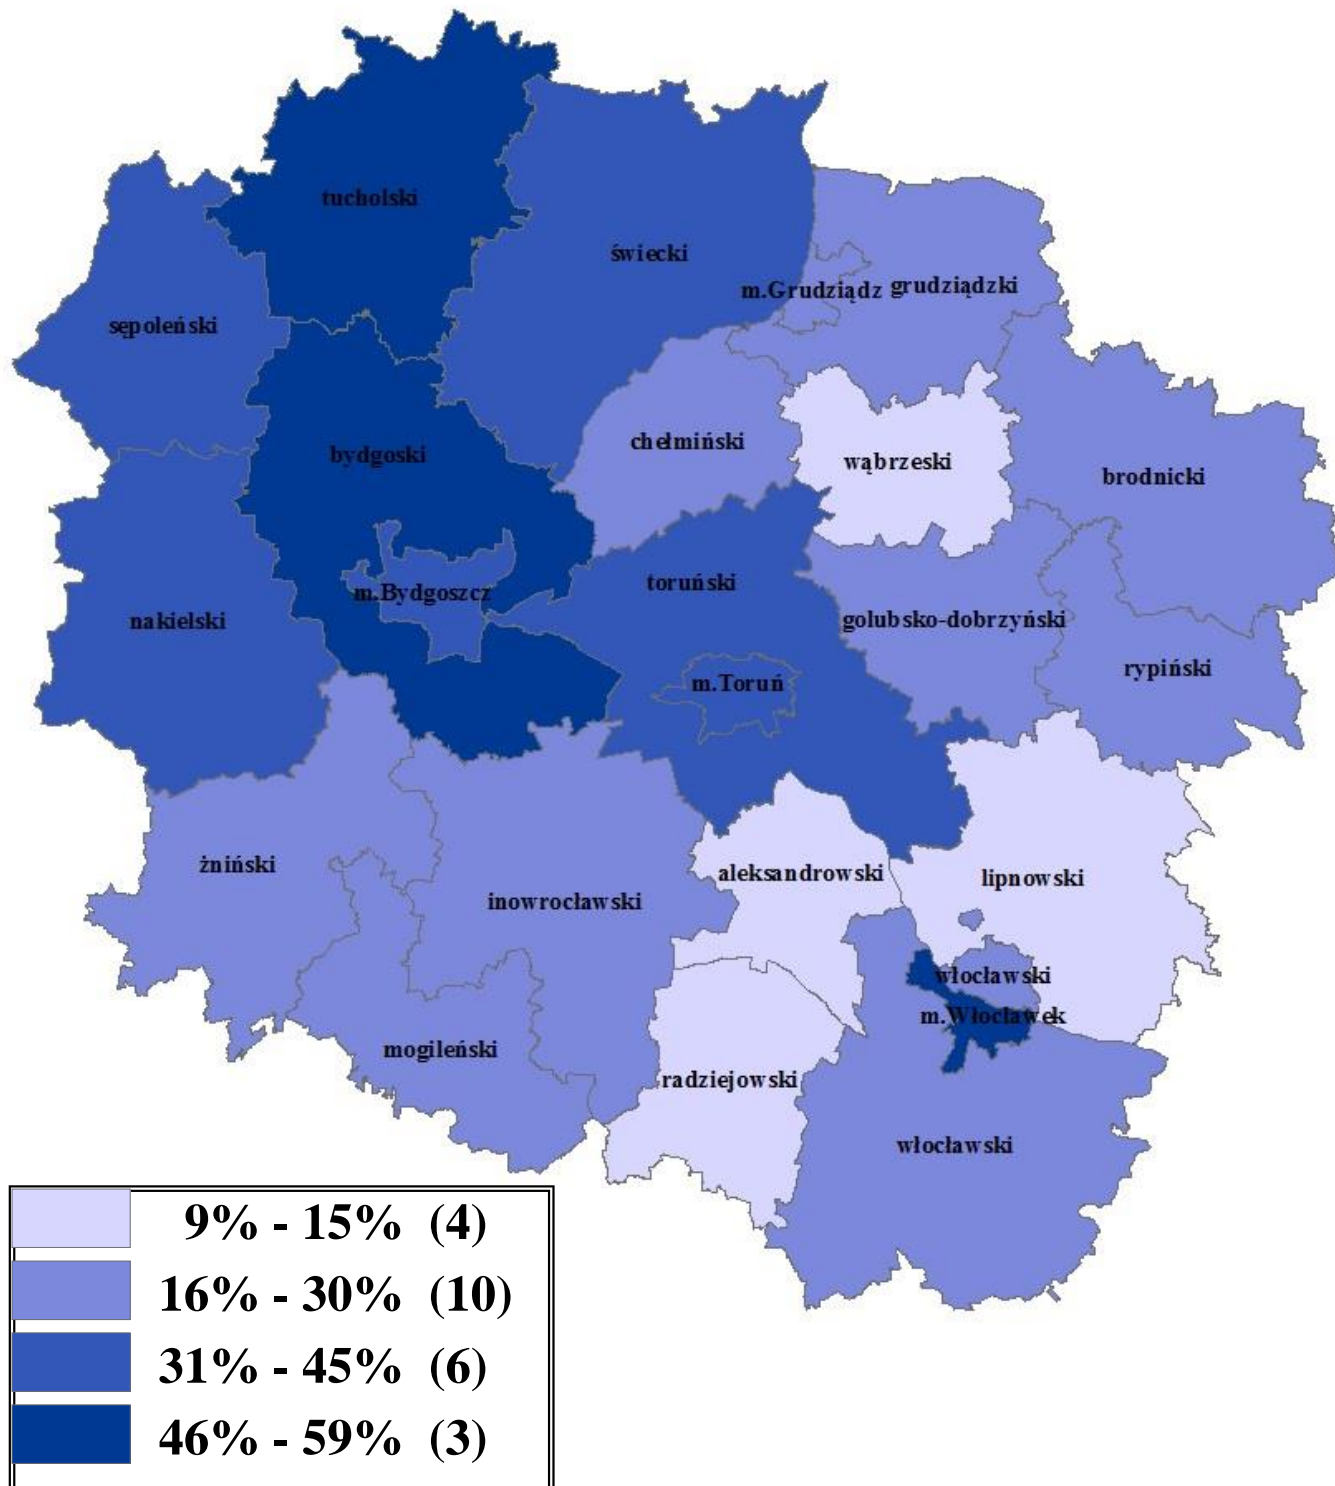 tucholski
świecki
m.Grudziądz
grudziądzki
sępoleński
chełmiński
bydgoski
wąbrzeski
brodnicki
toruński
m.Bydgoszcz
nakielski
golubsko-dobrzyński
rypiński
m.Toruń
żniński
aleksandrowski
lipnowski
inowrocławski
włocławski
m.Włocławek
mogileński
radziejowski
włocławski
9% - 15% (4)
16% - 30% (10)
31% - 45% (6)
46% - 59% (3)